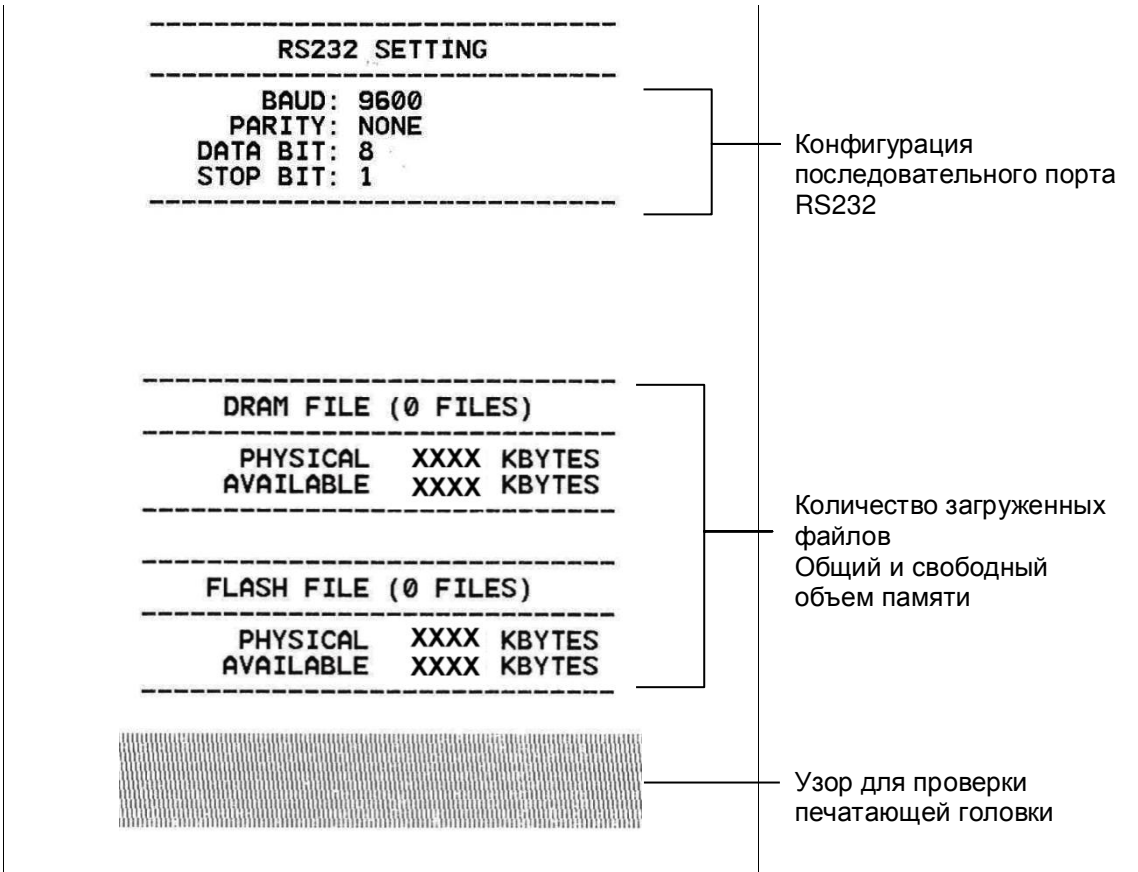 RS232 SETTING
BAUD: 9600
PARITY: NONE
DATA BIT: 8
STOP BIT: 1
Конфигурация
последовательного порта
RS232
DRAM FILE (0 FILES)
PHYSICAL XXXX KBYTES
AVAILABLE XXXX KBYTES
FLASH FILE (0 FILES)
PHYSICAL XXXX KBYTES
AVAILABLE XXXX KBYTES
Количество загруженных
файлов
Общий и свободный
объем памяти
Узор для проверки
печатающей головки